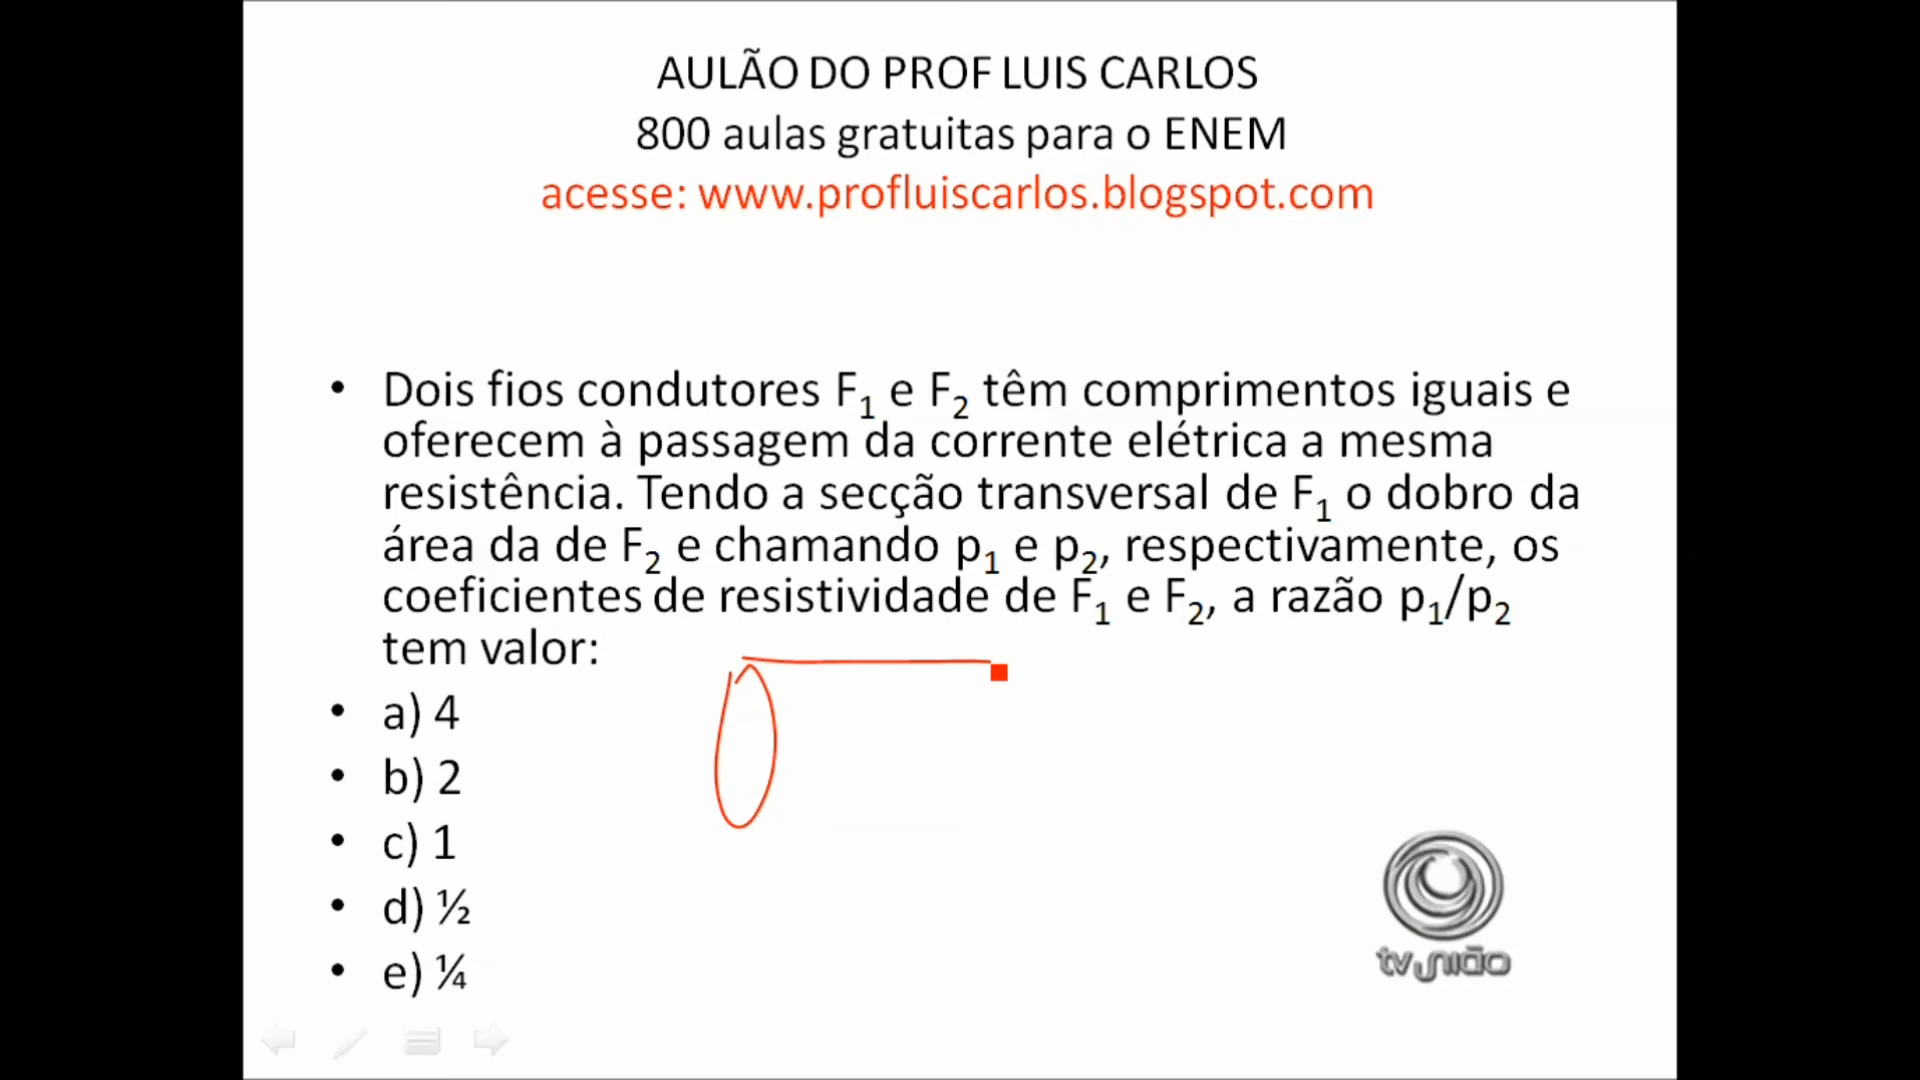 AULÃO DO PROF LUIS CARLOS
800 aulas gratuitas para o ENEM
acesse: www.profluiscarlos.blogspot.com
• Dois fios condutores F₁ e F₂ têm comprimentos iguais e
oferecem à passagem da corrente elétrica a mesma
resistência. Tendo a secção transversal de F₁ o dobro da
área da de F₂ e chamando p₁ e p₂, respectivamente, os
coeficientes de resistividade de F₁ e F₂, a razão p₁/p₂
tem valor:
• a) 4
• b) 2
• c) 1
• d) ½
• e) ¼
tv união